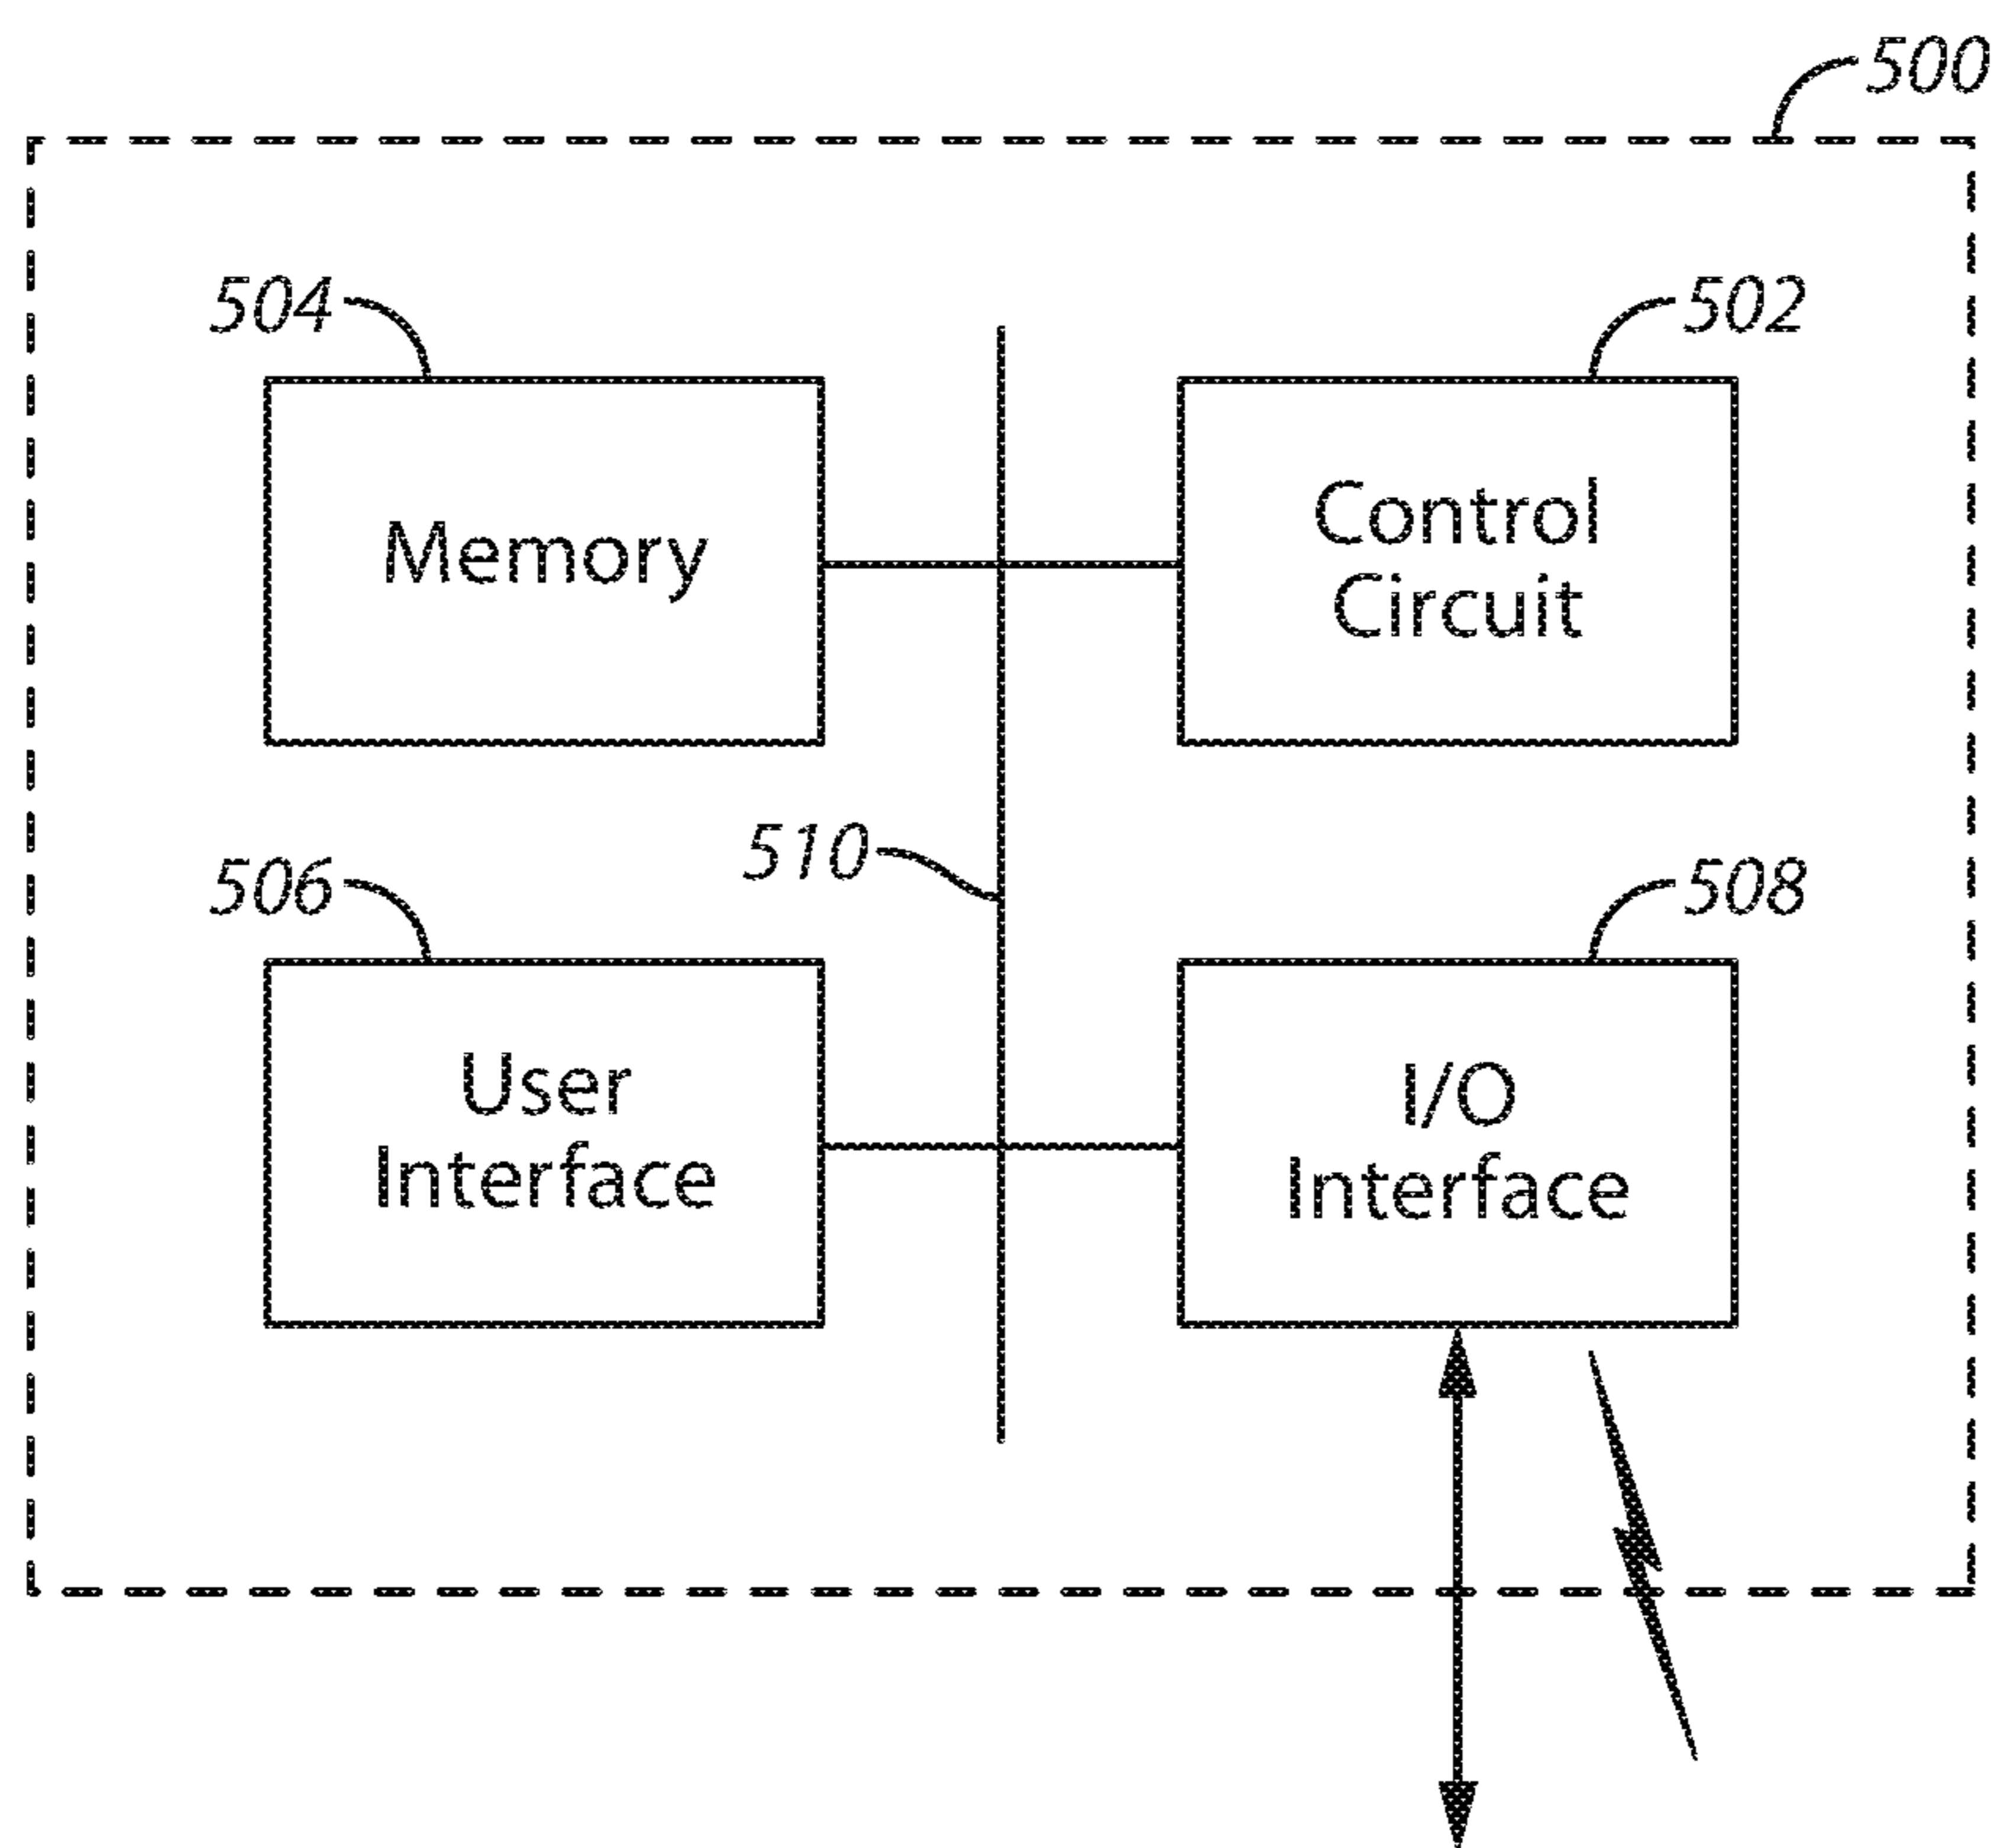 500
504
502
Memory
Control
Circuit
510
506
508
User
Interface
I/O
Interface